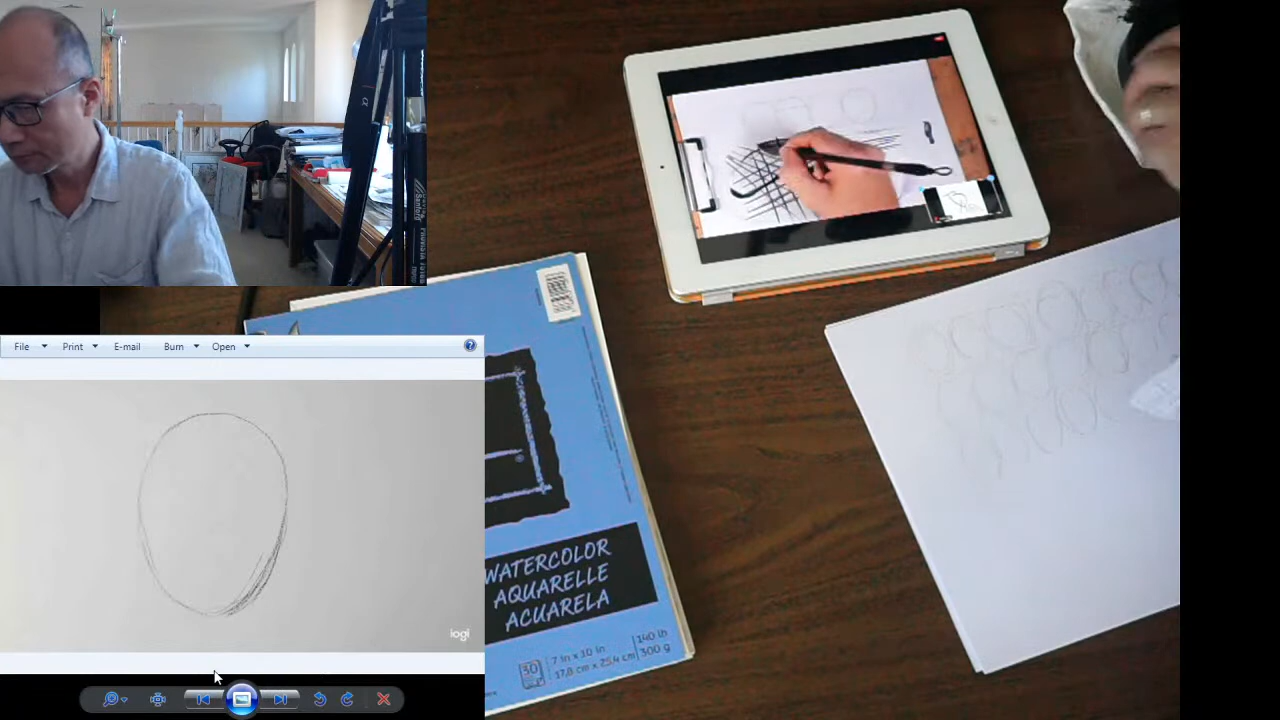 File Print E-mail Burn Open
logi
WATERCOLOR
AQUARELLE
ACUARELA
30
7 in x 10 in
17,8 cm x 25,4 cm
140 lb
300 g